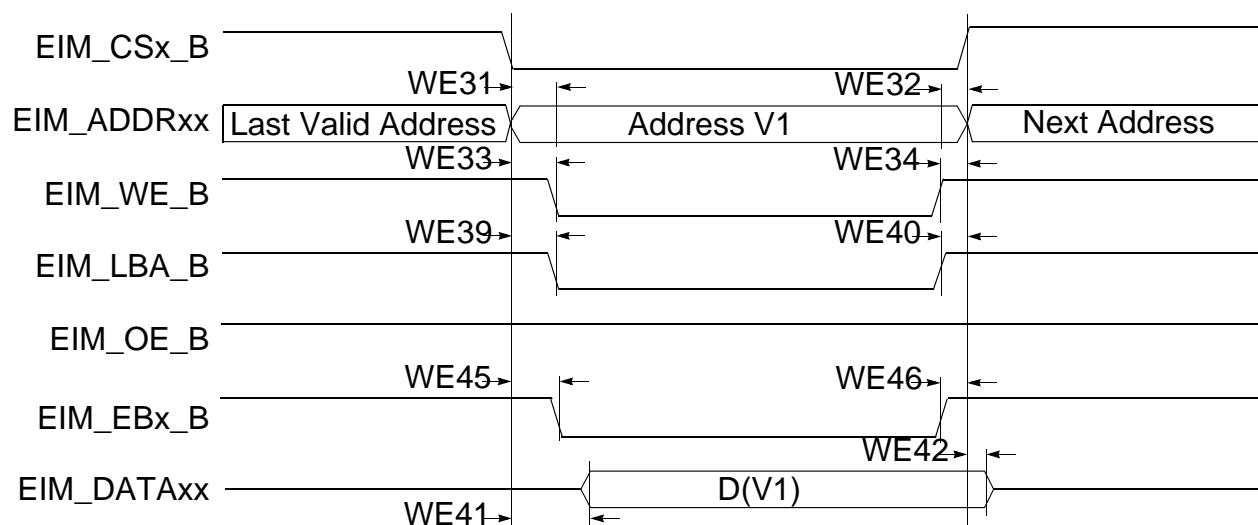 EIM_CSx_B
WE31 WE32
EIM_ADDRxx Last Valid Address Address V1 Next Address
WE33 WE34
EIM_WE_B
WE39 WE40
EIM_LBA_B
EIM_OE_B
WE45 WE46
EIM_EBx_B
WE42
EIM_DATAxx D(V1)
WE41